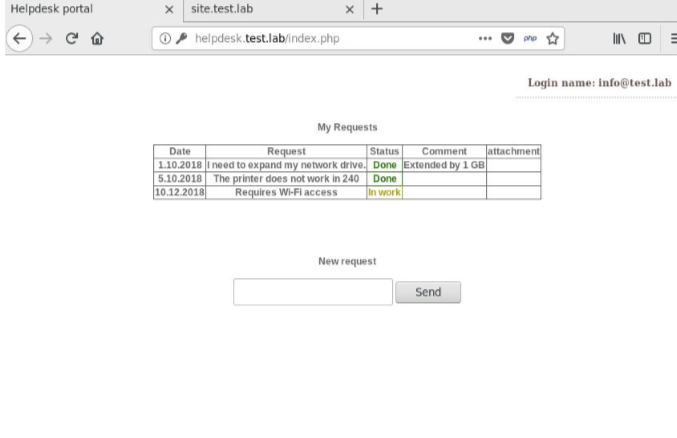 Helpdesk portal × site.test.lab × +
helpdesk.test.lab/index.php ••• php
Login name: info@test.lab
My Requests
Date Request Status Comment attachment
1.10.2018 I need to expand my network drive. Done Extended by 1 GB
5.10.2018 The printer does not work in 240 Done
10.12.2018 Requires Wi-Fi access In work
New request
Send